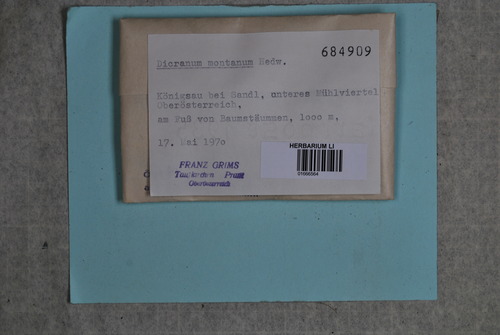 684909
Dicranum montanum Hedw.
Königsau bei Sandl, unteres Mühlviertel
Oberösterreich,
am Fuß von Baumstämmen, 1000 m.
17. Mai 1970
HERBARIUM LI
FRANZ GRIMS
Taufkirchen Pram
Oberösterreich